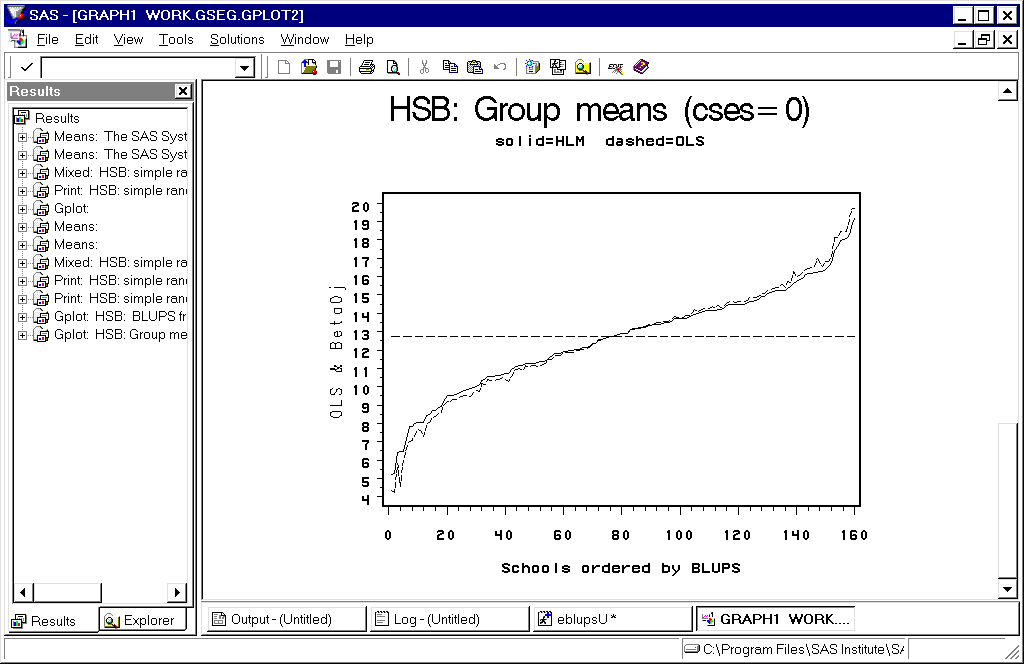 SAS - [GRAPH1 WORK.GSEG.GPLOT2]
File Edit View Tools Solutions Window Help
Results
Results
Means: The SAS Syst
Means: The SAS Syst
Mixed: HSB: simple ra
Print: HSB: simple ran
Gplot:
Means:
Means:
Mixed: HSB: simple ra
Print: HSB: simple ran
Print: HSB: simple ran
Gplot: HSB: BLUPS fr
Gplot: HSB: Group me
Results Explorer
HSB: Group means (cses=0)
solid=HLM dashed=OLS
OLS & Beta0j
20
19
18
17
16
15
14
13
12
11
10
9
8
7
6
5
4
0 20 40 60 80 100 120 140 160
Schools ordered by BLUPS
Output - (Untitled) Log - (Untitled) eblupsU * GRAPH1 WORK....
C:\Program Files\SAS Institute\SA